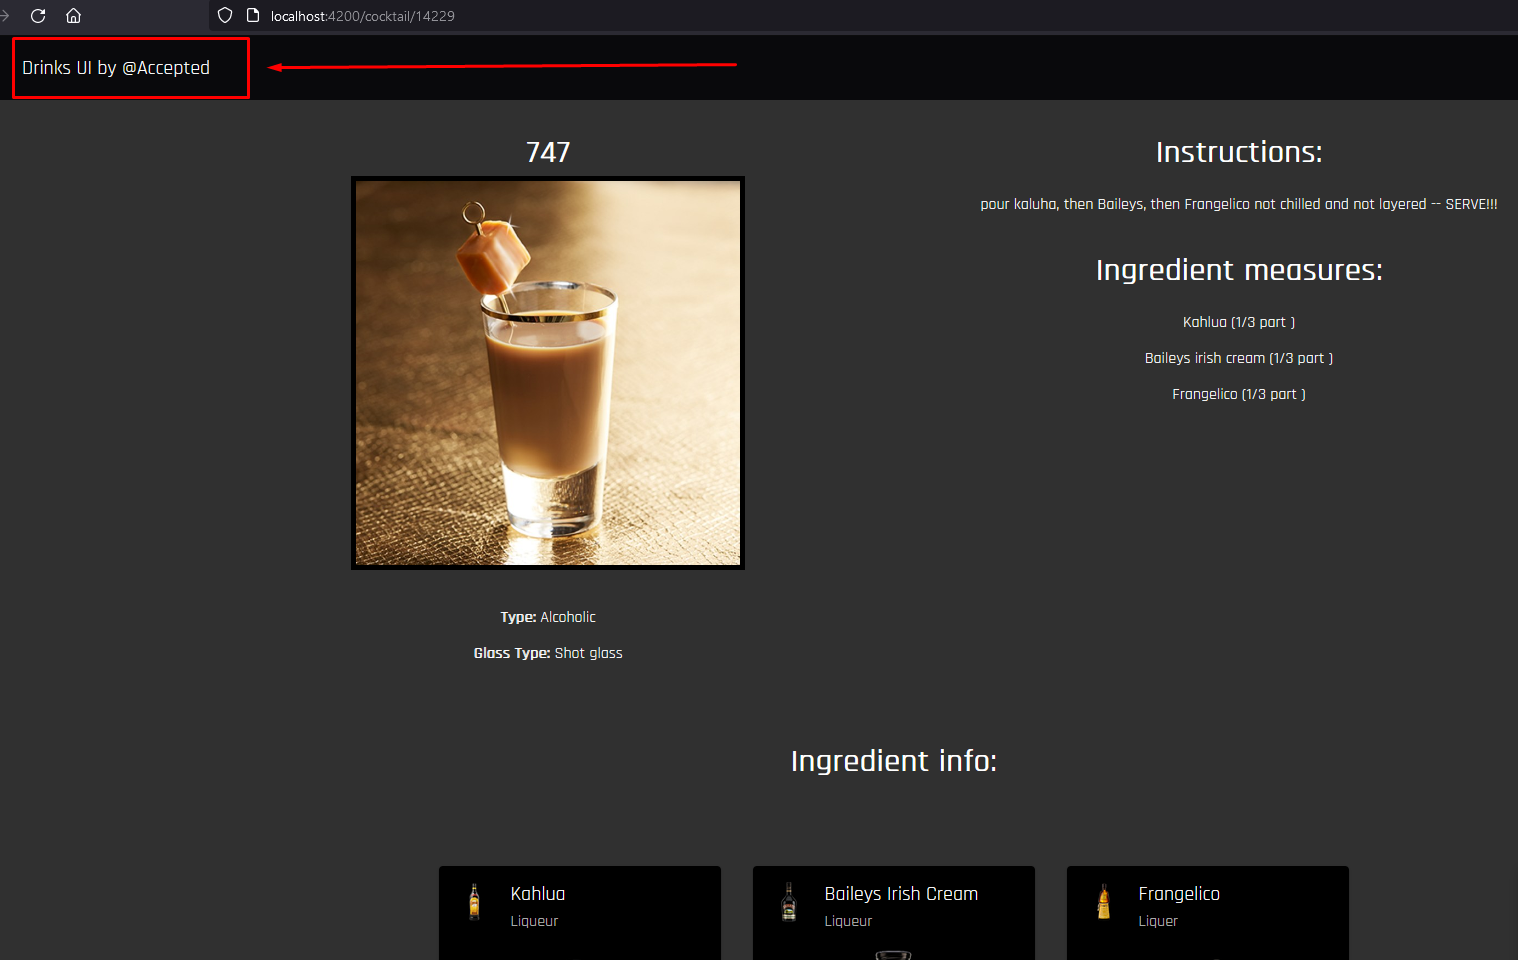 localhost:4200/cocktail/14229
Drinks UI by @Accepted
747
Type: Alcoholic
Glass Type: Shot glass
Instructions:
pour kaluha, then Baileys, then Frangelico not chilled and not layered -- SERVE!!!
Ingredient measures:
Kahlua (1/3 part )
Baileys irish cream (1/3 part )
Frangelico (1/3 part )
Ingredient info:
Kahlua
Liqueur
Baileys Irish Cream
Liqueur
Frangelico
Liquer